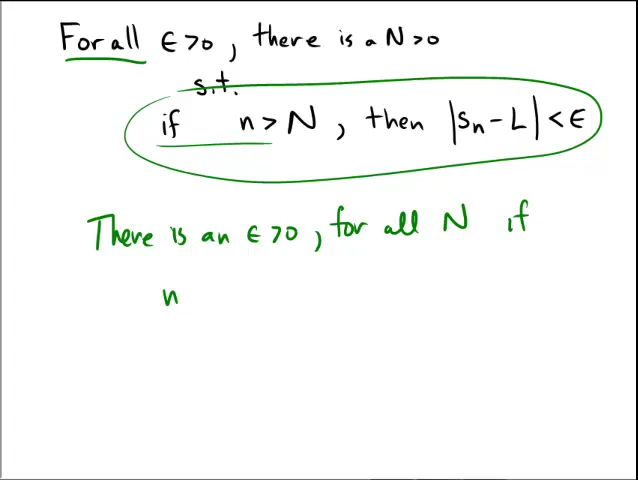 For all ϵ>0, there is a N>0
s.t.
if n>N, then |Sn-L|<ϵ
There is an ϵ>0, for all N if
n